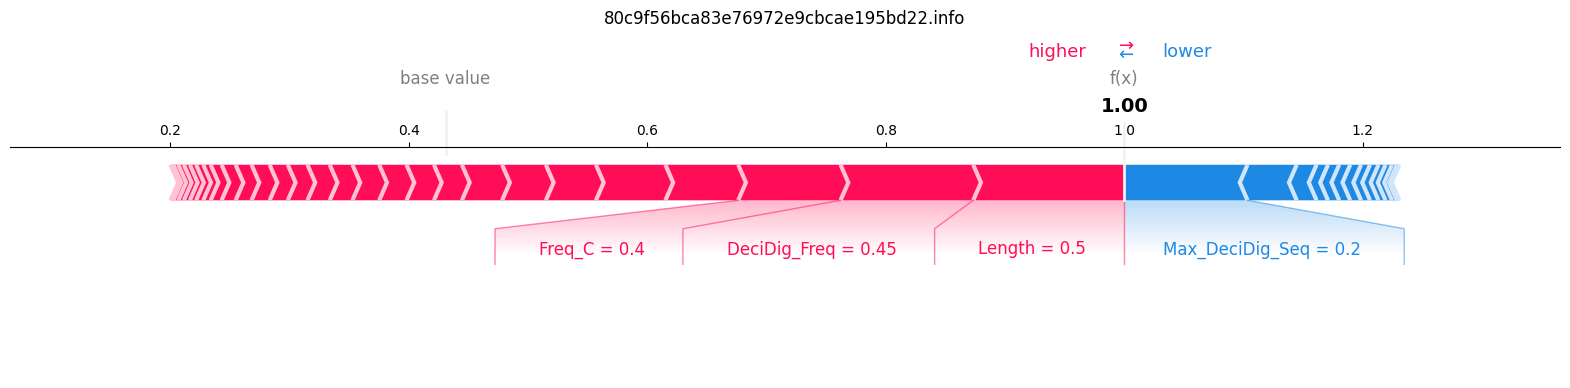 80c9f56bca83e76972e9cbcae195bd22.info
higher → ← lower
base value f(x)
1.00
0.2 0.4 0.6 0.8 1.0 1.2
Freq_C = 0.4 DeciDig_Freq = 0.45 Length = 0.5 Max_DeciDig_Seq = 0.2